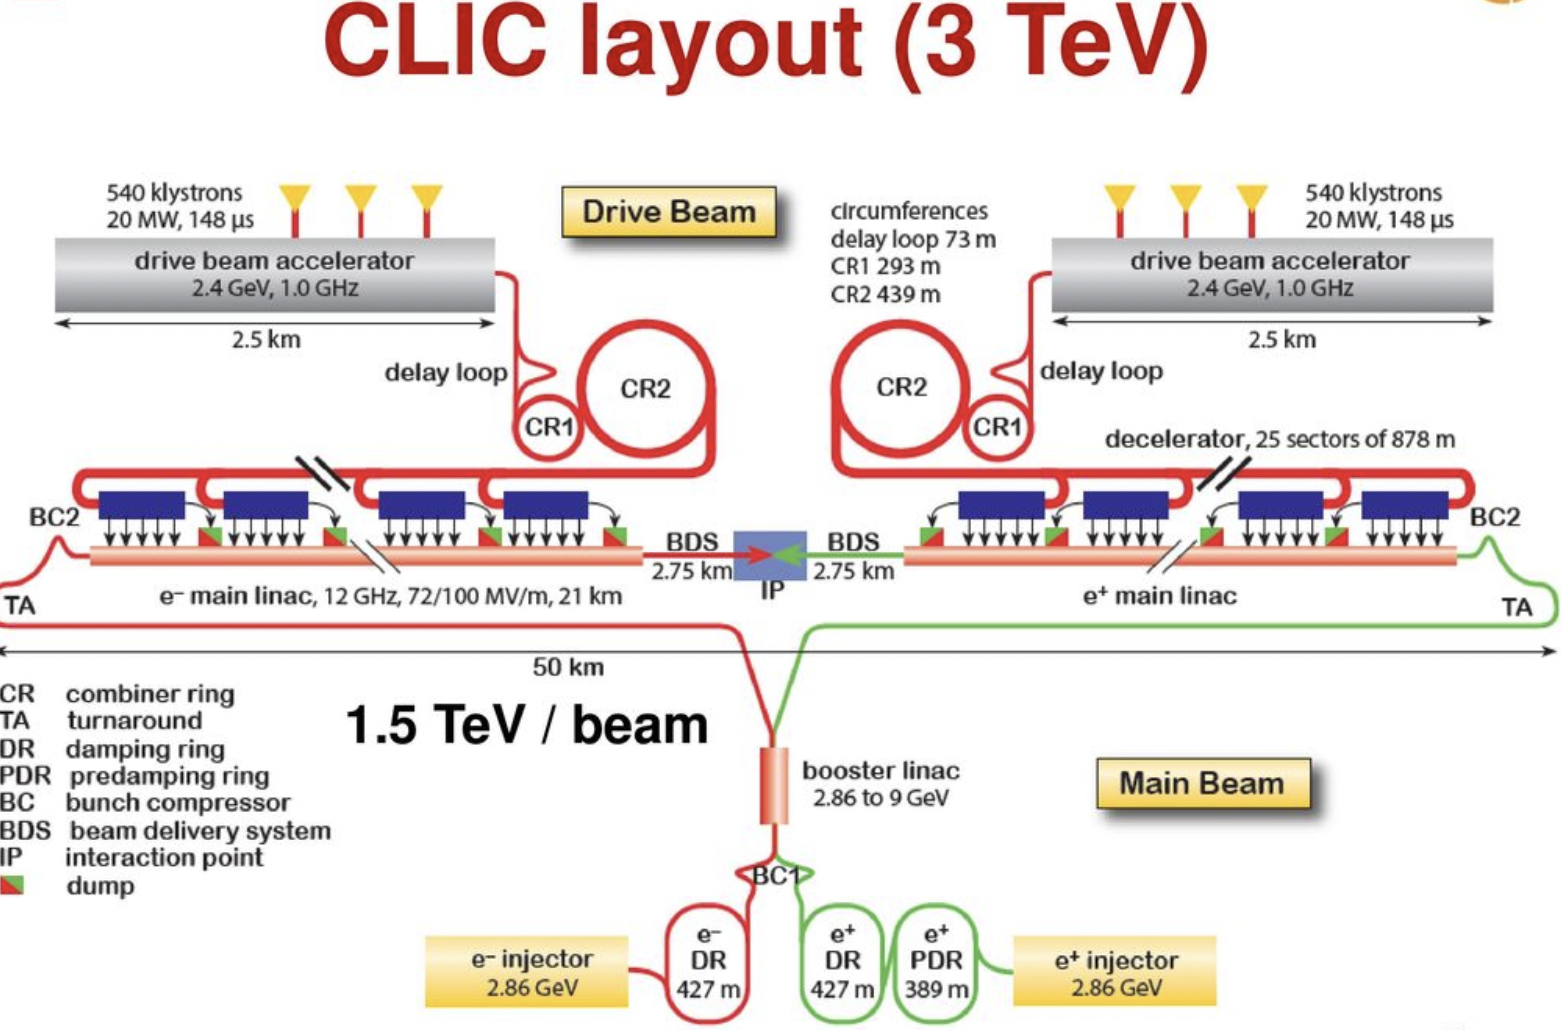 CLIC layout (3 TeV)
540 klystrons
20 MW, 148 µs
drive beam accelerator
2.4 GeV, 1.0 GHz
2.5 km
Drive Beam
circumferences
delay loop 73 m
CR1 293 m
CR2 439 m
540 klystrons
20 MW, 148 µs
drive beam accelerator
2.4 GeV, 1.0 GHz
2.5 km
delay loop
CR1
CR2
CR2
CR1
delay loop
decelerator, 25 sectors of 878 m
BC2
BC2
BDS
2.75 km
IP
BDS
2.75 km
TA
e– main linac, 12 GHz, 72/100 MV/m, 21 km
e+ main linac
TA
50 km
CR combiner ring
TA turnaround
DR damping ring
PDR predamping ring
BC bunch compressor
BDS beam delivery system
IP interaction point
dump
1.5 TeV / beam
booster linac
2.86 to 9 GeV
Main Beam
BC1
e– injector
2.86 GeV
e–
DR
427 m
e+
DR
427 m
e+
PDR
389 m
e+ injector
2.86 GeV